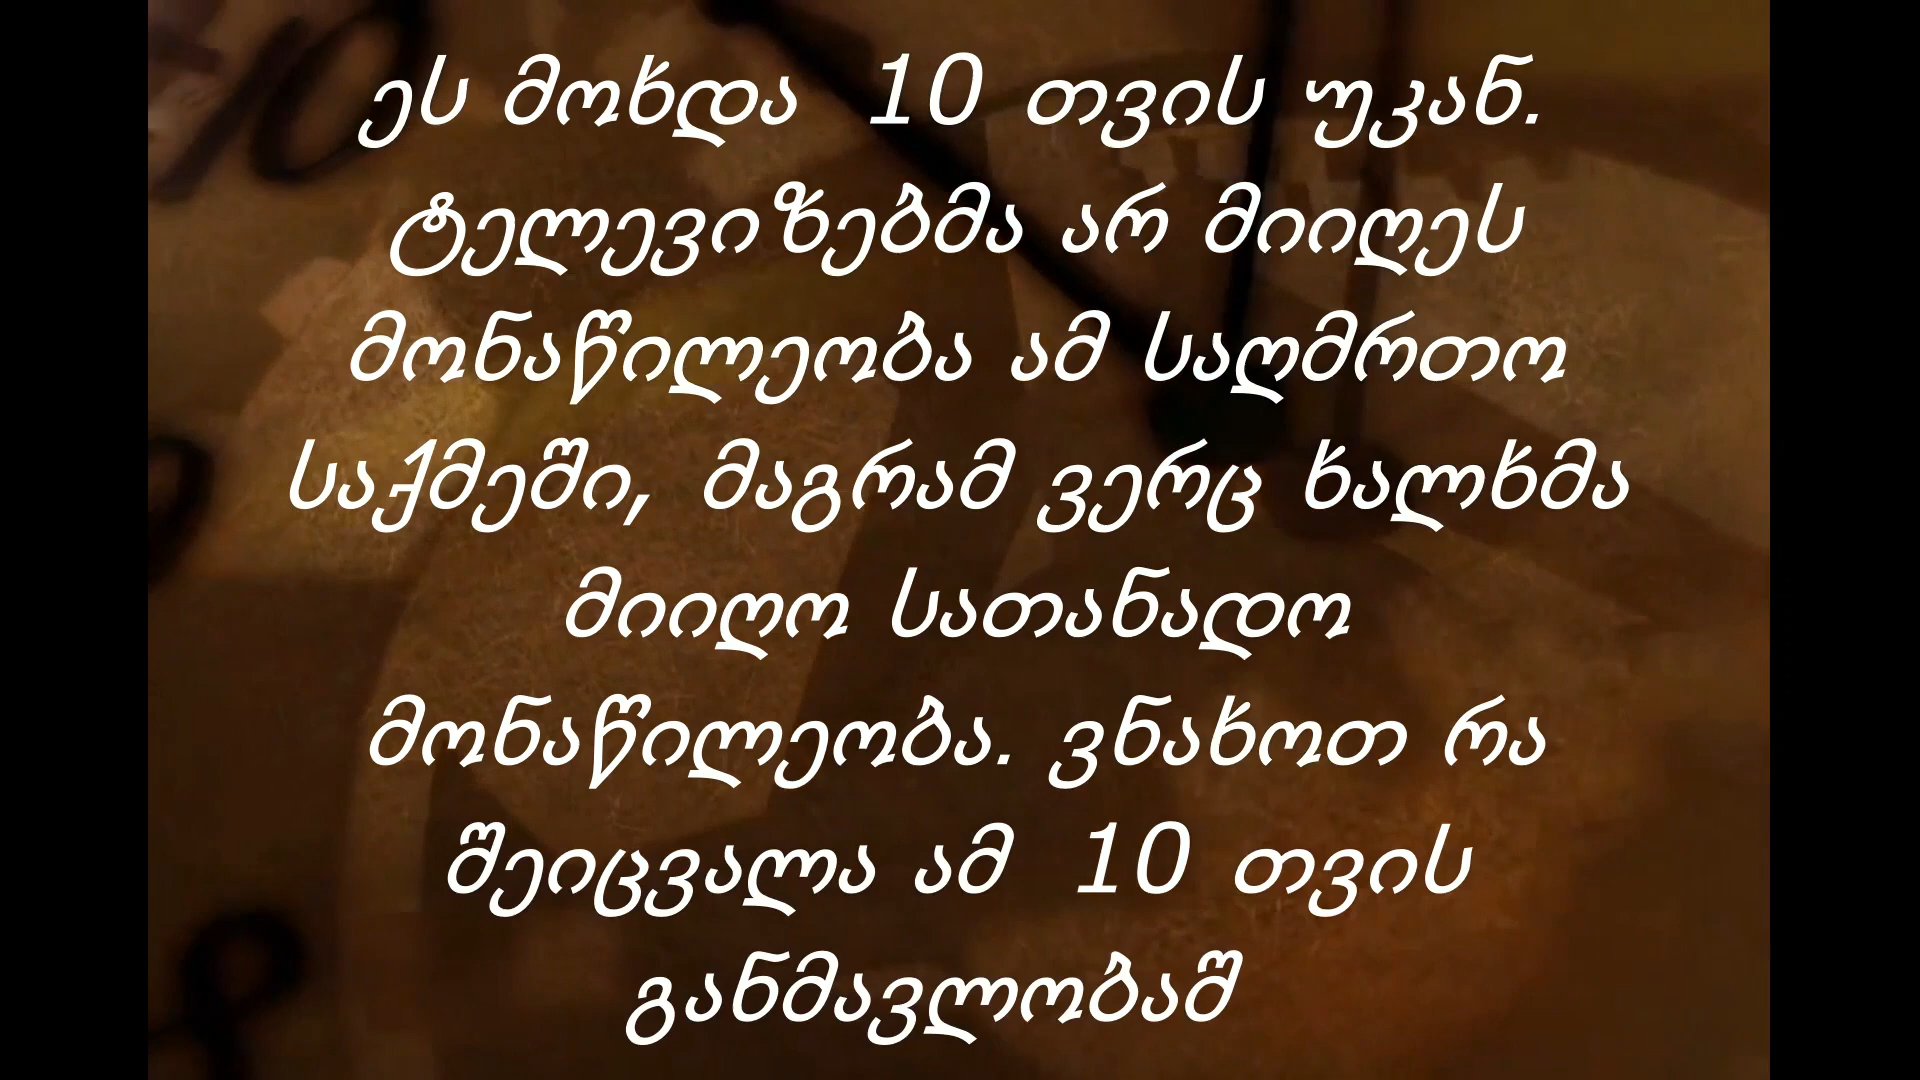 ეს მოხდა 10 თვის უკან.
ტელევიზებმა არ მიიღეს
მონაწილეობა ამ საღმრთო
საქმეში, მაგრამ ვერც ხალხმა
მიიღო სათანადო
მონაწილეობა. ვნახოთ რა
შეიცვალა ამ 10 თვის
განმავლობაშ